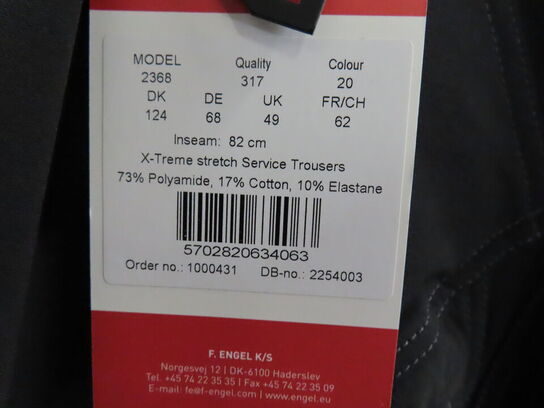 MODEL Quality Colour
2368 317 20
DK DE UK FR/CH
124 68 49 62
Inseam: 82 cm
X-Treme stretch Service Trousers
73% Polyamide, 17% Cotton, 10% Elastane
5702820634063
Order no.: 1000431 DB-no.: 2254003
F. ENGEL K/S
Norgesvej 12 | DK-6100 Haderslev
Tel. +45 74 22 35 35 | Fax +45 74 22 35 09
E-mail: fe@f-engel.com | www.engel.eu